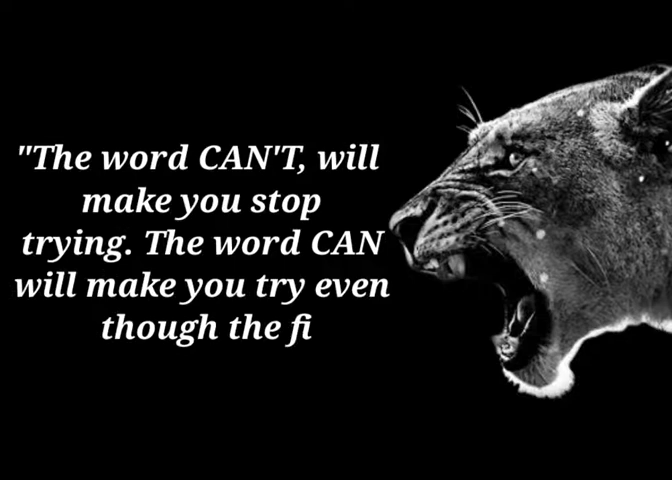 "The word CAN'T, will
make you stop
trying. The word CAN
will make you try even
though the fi